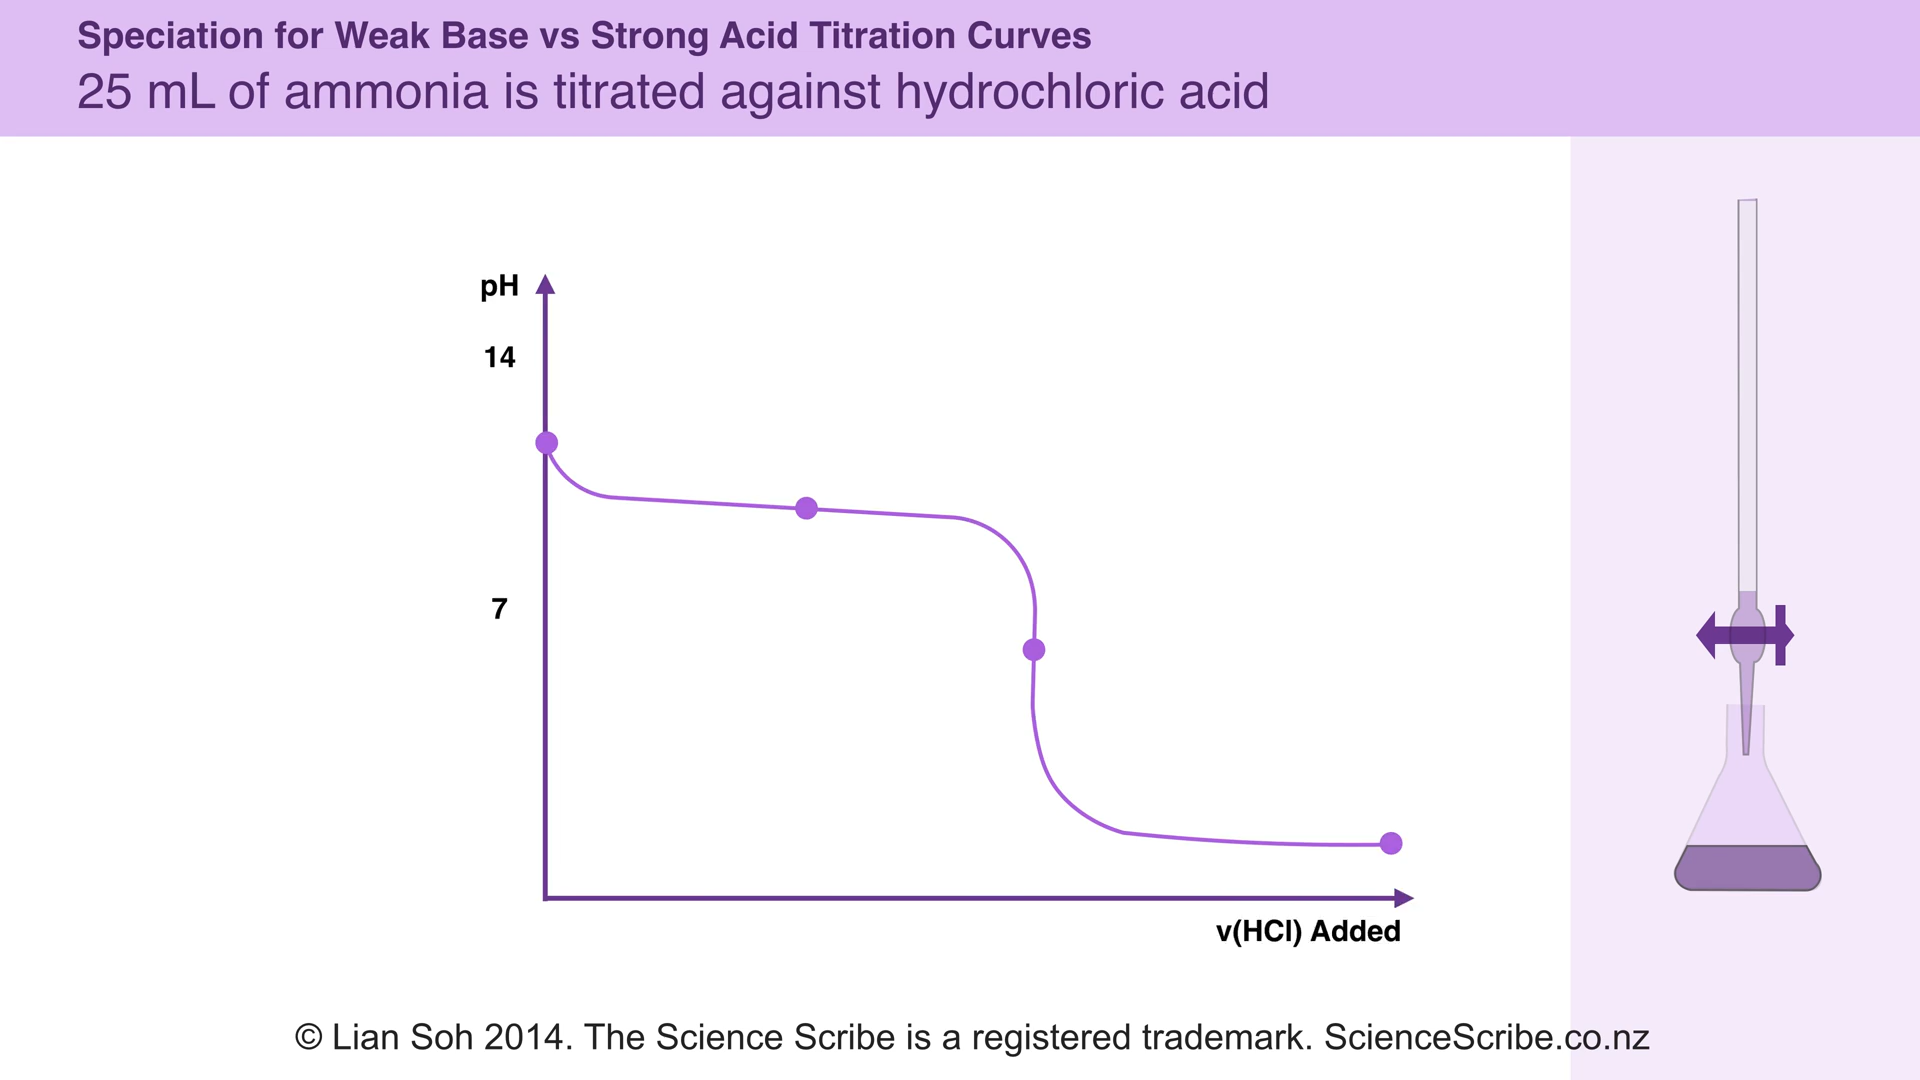 Speciation for Weak Base vs Strong Acid Titration Curves
25 mL of ammonia is titrated against hydrochloric acid
pH
14
7
v(HCl) Added
© Lian Soh 2014. The Science Scribe is a registered trademark. ScienceScribe.co.nz